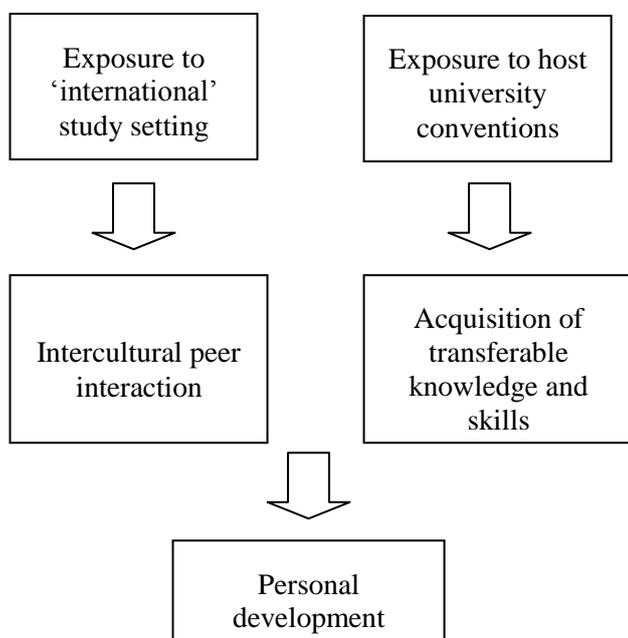 Exposure to
‘international’
study setting
Exposure to host
university
conventions
Intercultural peer
interaction
Acquisition of
transferable
knowledge and
skills
Personal
development